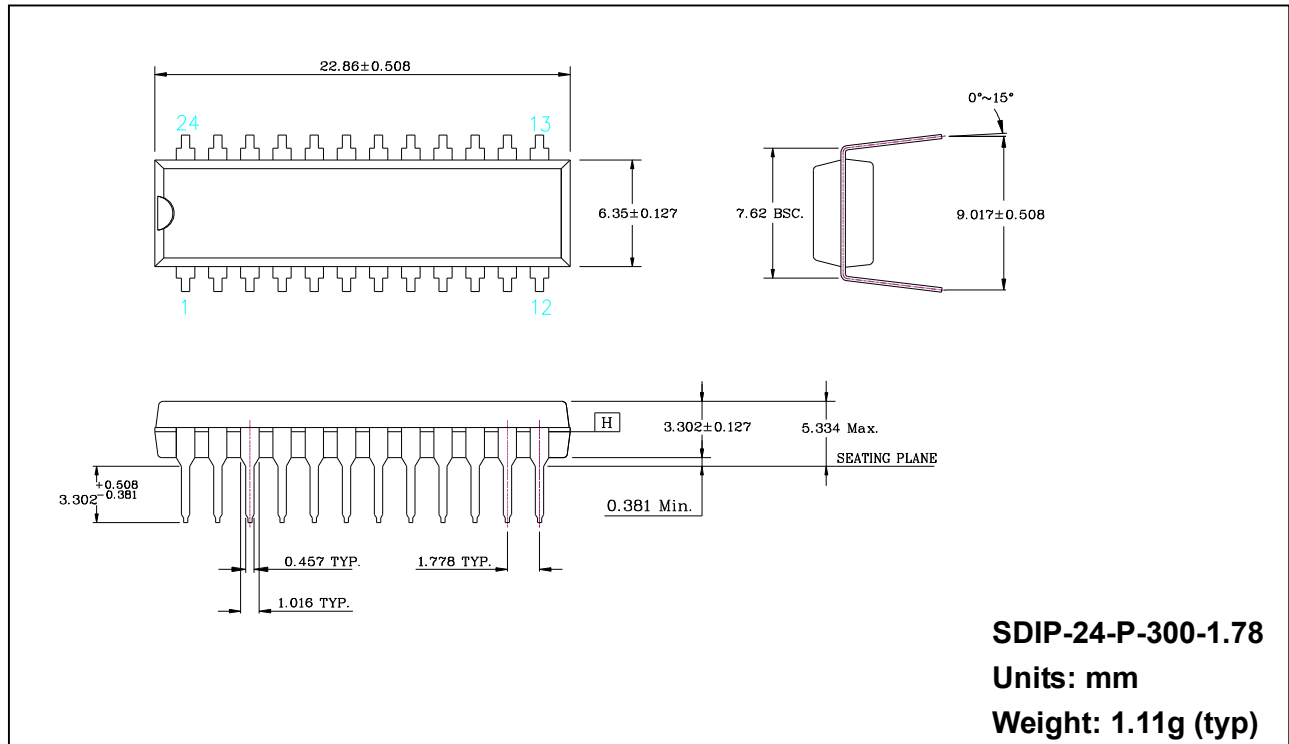 22.86±0.508
24
13
6.35±0.127
1
12
0°~15°
7.62 BSC.
9.017±0.508
H
3.302±0.127
5.334 Max.
SEATING PLANE
3.302 +0.508 -0.381
0.381 Min.
0.457 TYP.
1.778 TYP.
1.016 TYP.
SDIP-24-P-300-1.78
Units: mm
Weight: 1.11g (typ)